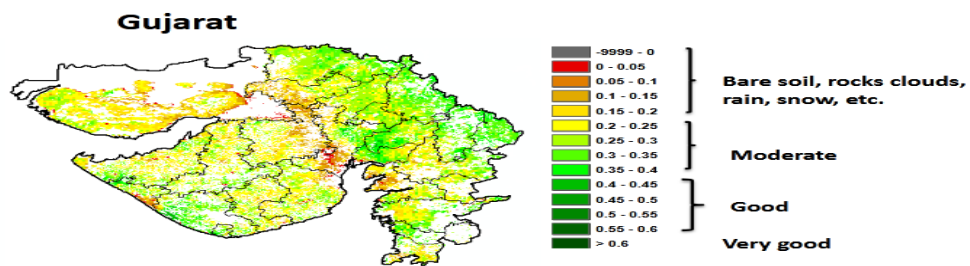 Gujarat
-9999 - 0
0 - 0.05
0.05 - 0.1
0.1 - 0.15
0.15 - 0.2
0.2 - 0.25
0.25 - 0.3
0.3 - 0.35
0.35 - 0.4
0.4 - 0.45
0.45 - 0.5
0.5 - 0.55
0.55 - 0.6
> 0.6
Bare soil, rocks clouds,
rain, snow, etc.
Moderate
Good
Very good